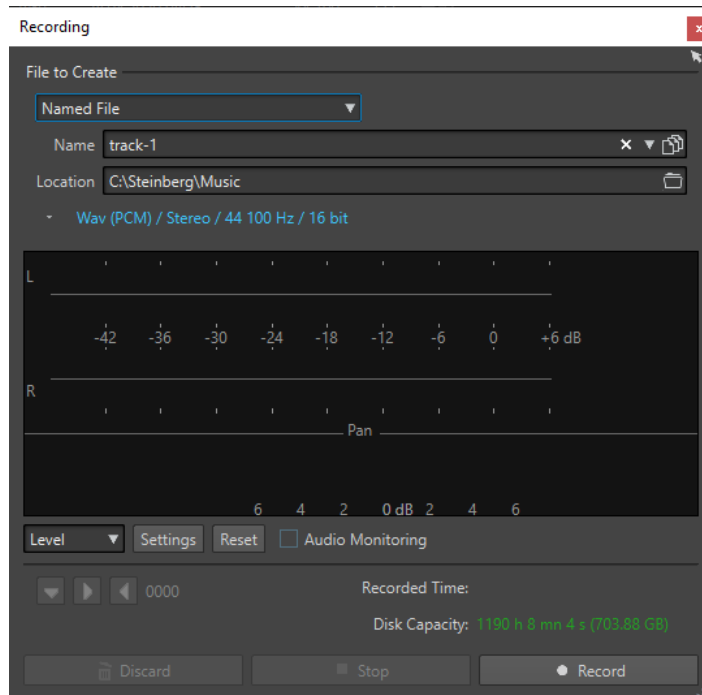 Recording
x
File to Create
Named File
Name track-1
Location C:\Steinberg\Music
Wav (PCM) / Stereo / 44 100 Hz / 16 bit
L
-42 -36 -30 -24 -18 -12 -6 0 +6 dB
R
Pan
6 4 2 0 dB 2 4 6
Level Settings Reset Audio Monitoring
0000 Recorded Time:
Disk Capacity: 1190 h 8 mn 4 s (703.88 GB)
Discard Stop Record